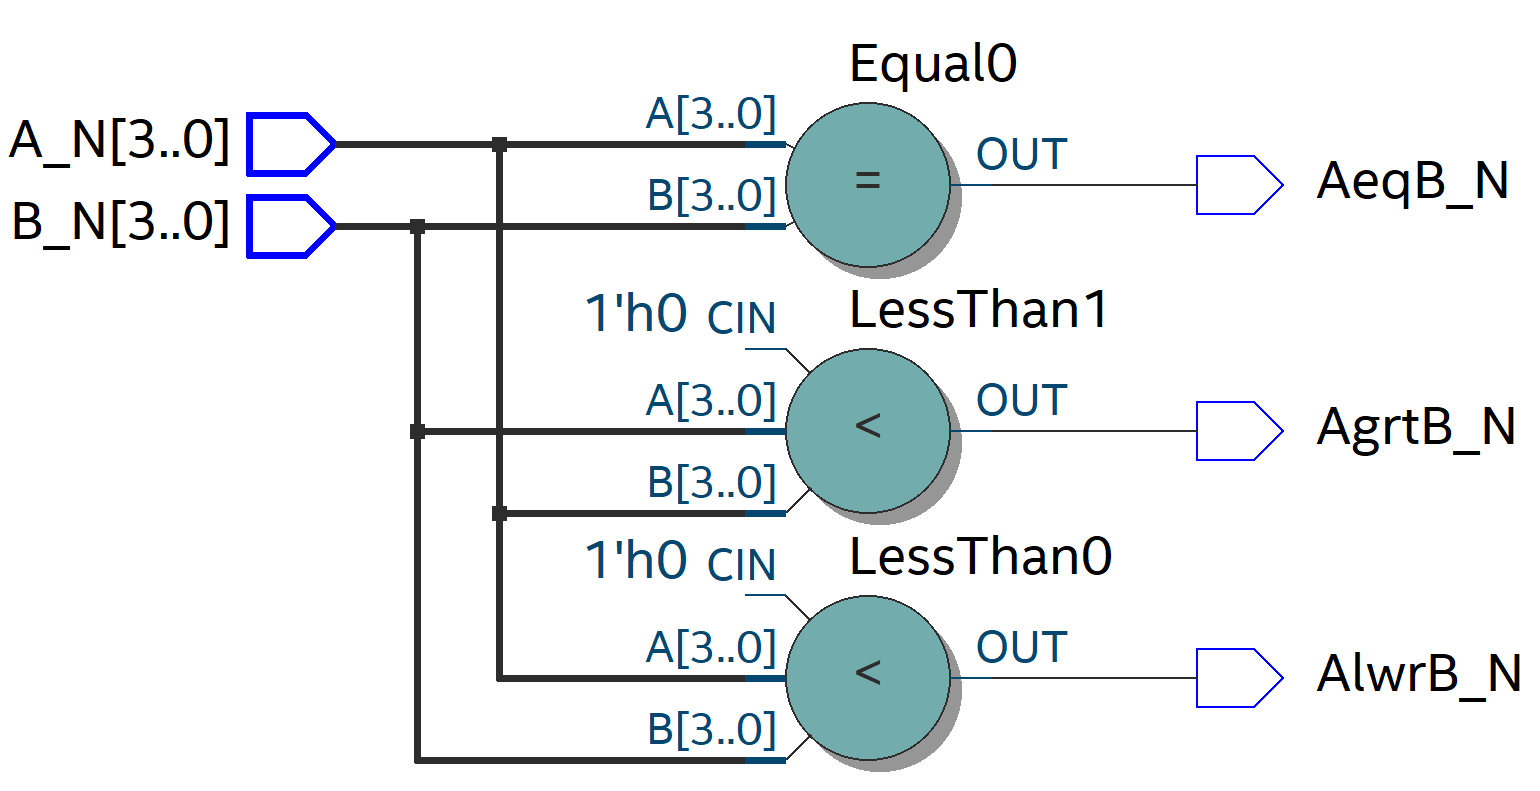 Equal0
A_N[3..0]
A[3..0]
=
OUT
AeqB_N
B_N[3..0]
B[3..0]
LessThan1
1'h0 CIN
A[3..0]
<
OUT
AgrtB_N
B[3..0]
LessThan0
1'h0 CIN
A[3..0]
<
OUT
AlwrB_N
B[3..0]